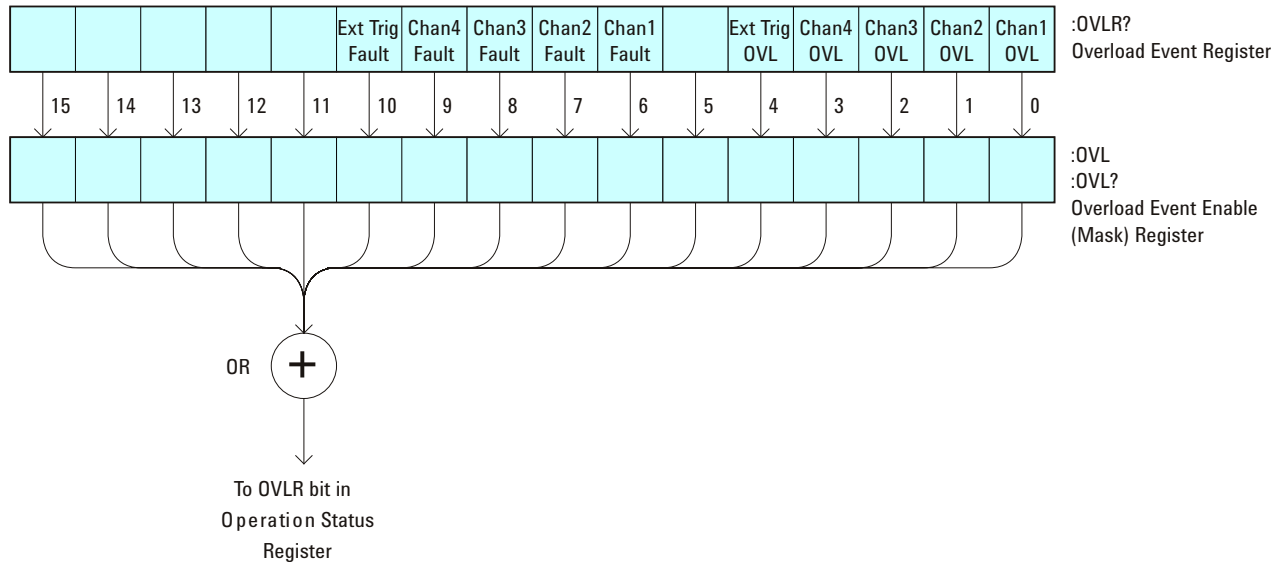 Ext Trig Fault
Chan4 Fault
Chan3 Fault
Chan2 Fault
Chan1 Fault
Ext Trig OVL
Chan4 OVL
Chan3 OVL
Chan2 OVL
Chan1 OVL
:OVLR?
Overload Event Register
15 14 13 12 11 10 9 8 7 6 5 4 3 2 1 0
:OVL
:OVL?
Overload Event Enable
(Mask) Register
OR
+
To OVLR bit in
Operation Status
Register